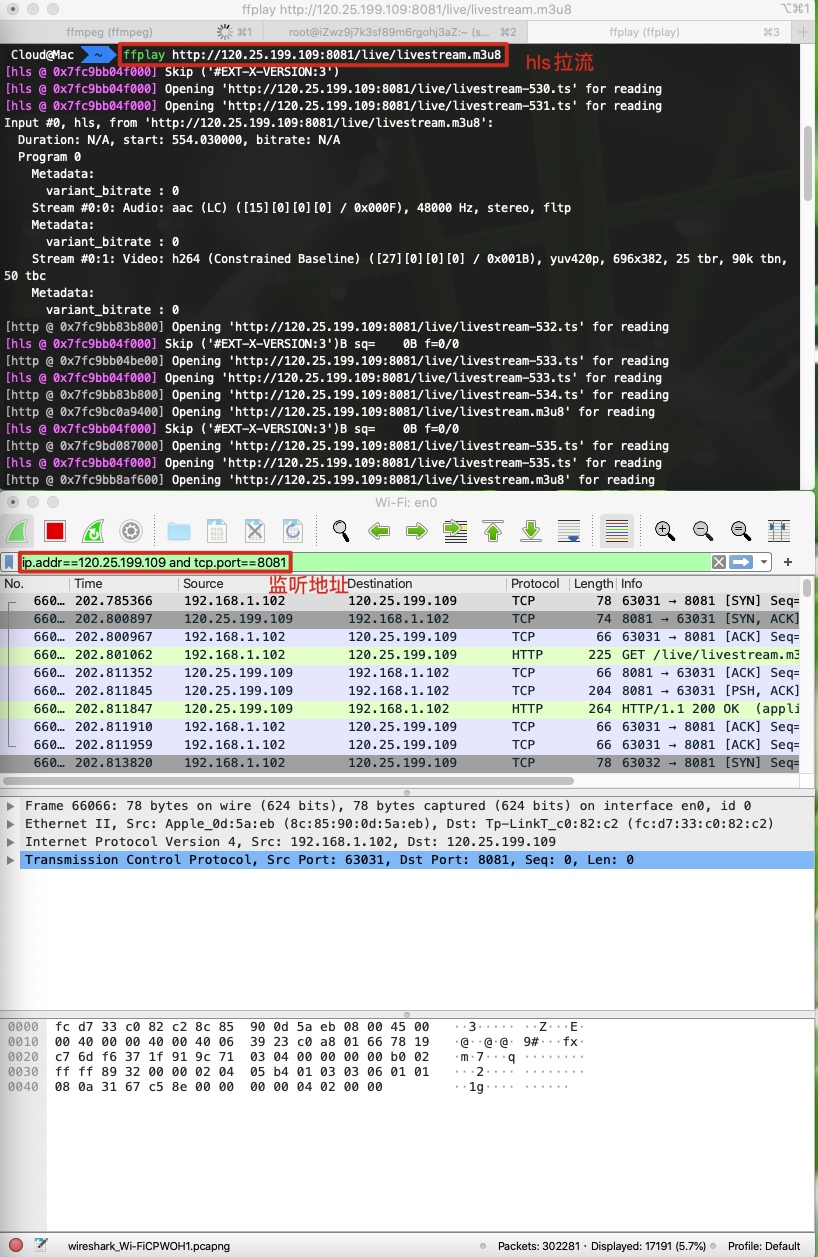 ffplay http://120.25.199.109:8081/live/livestream.m3u8
⌥⌘1
ffmpeg (ffmpeg) ⌘1 root@iZwz9j7k3sf89m6rgohj3aZ:~ (s... ⌘2 ffplay (ffplay) ⌘3 +
Cloud@Mac ~ ffplay http://120.25.199.109:8081/live/livestream.m3u8
hls拉流
[hls @ 0x7fc9bb04f000] Skip ('#EXT-X-VERSION:3')
[hls @ 0x7fc9bb04f000] Opening 'http://120.25.199.109:8081/live/livestream-530.ts' for reading
[hls @ 0x7fc9bb04f000] Opening 'http://120.25.199.109:8081/live/livestream-531.ts' for reading
Input #0, hls, from 'http://120.25.199.109:8081/live/livestream.m3u8':
Duration: N/A, start: 554.030000, bitrate: N/A
Program 0
Metadata:
variant_bitrate : 0
Stream #0:0: Audio: aac (LC) ([15][0][0][0] / 0x000F), 48000 Hz, stereo, fltp
Metadata:
variant_bitrate : 0
Stream #0:1: Video: h264 (Constrained Baseline) ([27][0][0][0] / 0x001B), yuv420p, 696x382, 25 tbr, 90k tbn,
50 tbc
Metadata:
variant_bitrate : 0
[http @ 0x7fc9bb83b800] Opening 'http://120.25.199.109:8081/live/livestream-532.ts' for reading
[hls @ 0x7fc9bb04f000] Skip ('#EXT-X-VERSION:3')B sq=    0B f=0/0
[http @ 0x7fc9bb04be00] Opening 'http://120.25.199.109:8081/live/livestream-533.ts' for reading
[hls @ 0x7fc9bb04f000] Opening 'http://120.25.199.109:8081/live/livestream-533.ts' for reading
[http @ 0x7fc9bb83b800] Opening 'http://120.25.199.109:8081/live/livestream-534.ts' for reading
[http @ 0x7fc9bc0a9400] Opening 'http://120.25.199.109:8081/live/livestream.m3u8' for reading
[hls @ 0x7fc9bb04f000] Skip ('#EXT-X-VERSION:3')B sq=    0B f=0/0
[http @ 0x7fc9bd087000] Opening 'http://120.25.199.109:8081/live/livestream-535.ts' for reading
[hls @ 0x7fc9bb04f000] Opening 'http://120.25.199.109:8081/live/livestream-535.ts' for reading
[http @ 0x7fc9bb8af600] Opening 'http://120.25.199.109:8081/live/livestream.m3u8' for reading
Wi-Fi: en0
ip.addr==120.25.199.109 and tcp.port==8081
监听地址
No. Time Source Destination Protocol Length Info
660… 202.785366 192.168.1.102 120.25.199.109 TCP 78 63031 → 8081 [SYN] Seq=
660… 202.800897 120.25.199.109 192.168.1.102 TCP 74 8081 → 63031 [SYN, ACK]
660… 202.800967 192.168.1.102 120.25.199.109 TCP 66 63031 → 8081 [ACK] Seq=
660… 202.801062 192.168.1.102 120.25.199.109 HTTP 225 GET /live/livestream.m3
660… 202.811352 120.25.199.109 192.168.1.102 TCP 66 8081 → 63031 [ACK] Seq=
660… 202.811845 120.25.199.109 192.168.1.102 TCP 204 8081 → 63031 [PSH, ACK]
660… 202.811847 120.25.199.109 192.168.1.102 HTTP 264 HTTP/1.1 200 OK  (appli
660… 202.811910 192.168.1.102 120.25.199.109 TCP 66 63031 → 8081 [ACK] Seq=
660… 202.811959 192.168.1.102 120.25.199.109 TCP 66 63031 → 8081 [ACK] Seq=
660… 202.813820 192.168.1.102 120.25.199.109 TCP 78 63032 → 8081 [SYN] Seq=
Frame 66066: 78 bytes on wire (624 bits), 78 bytes captured (624 bits) on interface en0, id 0
Ethernet II, Src: Apple_0d:5a:eb (8c:85:90:0d:5a:eb), Dst: Tp-LinkT_c0:82:c2 (fc:d7:33:c0:82:c2)
Internet Protocol Version 4, Src: 192.168.1.102, Dst: 120.25.199.109
Transmission Control Protocol, Src Port: 63031, Dst Port: 8081, Seq: 0, Len: 0
0000 fc d7 33 c0 82 c2 8c 85 90 0d 5a eb 08 00 45 00 ··3····· ··Z···E·
0010 00 40 00 00 40 00 40 06 39 23 c0 a8 01 66 78 19 ·@··@·@· 9#···fx·
0020 c7 6d f6 37 1f 91 9c 71 03 04 00 00 00 00 b0 02 ·m·7···q ········
0030 ff ff 89 32 00 00 02 04 05 b4 01 03 03 06 01 01 ···2···· ········
0040 08 0a 31 67 c5 8e 00 00 00 00 04 02 00 00 ··1g···· ······
wireshark_Wi-FiCPWOH1.pcapng Packets: 302281 · Displayed: 17191 (5.7%) Profile: Default